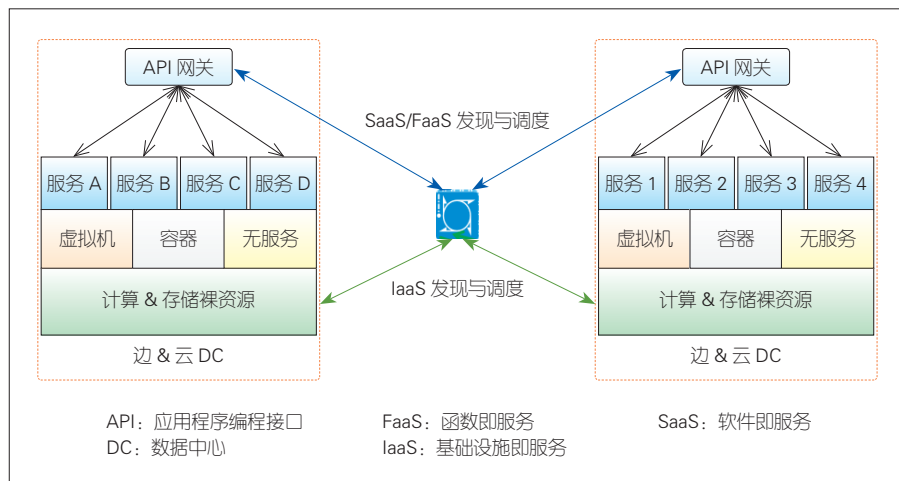 API 网关 API 网关
SaaS/FaaS 发现与调度
服务 A 服务 B 服务 C 服务 D 服务 1 服务 2 服务 3 服务 4
虚拟机 容器 无服务 虚拟机 容器 无服务
计算 & 存储裸资源 IaaS 发现与调度 计算 & 存储裸资源
边 & 云 DC 边 & 云 DC
API：应用程序编程接口 FaaS：函数即服务 SaaS：软件即服务
DC：数据中心 IaaS：基础设施即服务